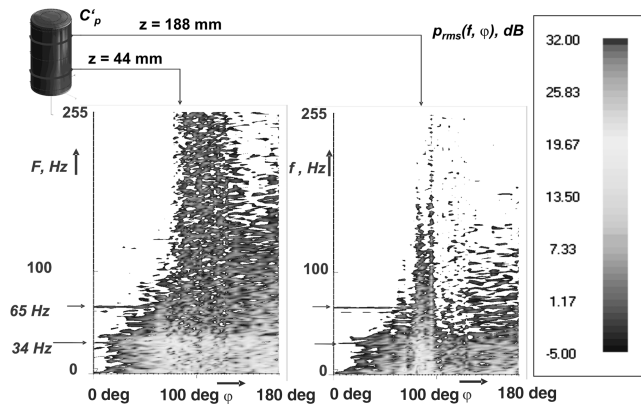 C'p
z = 188 mm
z = 44 mm
prms(f, φ), dB
255
F, Hz
100
65 Hz
34 Hz
0
0 deg
100 deg
φ
180 deg
255
f , Hz
100
0
0 deg
100 deg
φ
180 deg
32.00
25.83
19.67
13.50
7.33
1.17
-5.00